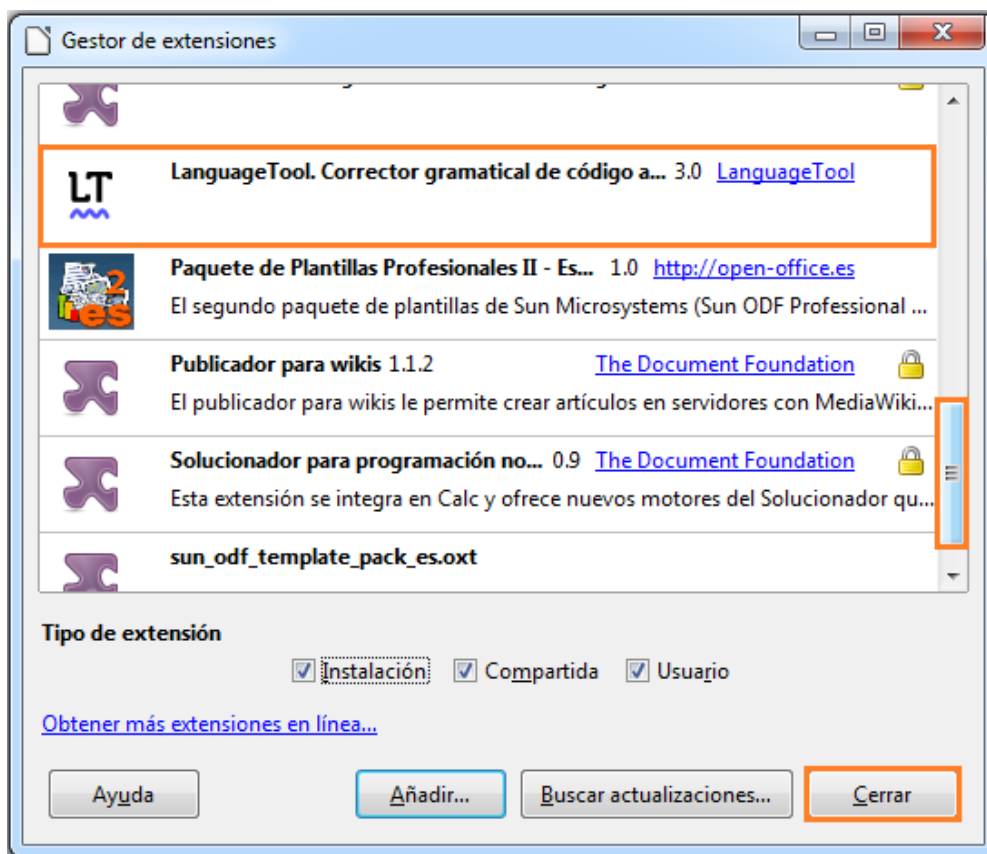 Gestor de extensiones
LT
LanguageTool. Corrector gramatical de código a... 3.0 LanguageTool
2
es
Paquete de Plantillas Profesionales II - Es... 1.0 http://open-office.es
El segundo paquete de plantillas de Sun Microsystems (Sun ODF Professional ...
Publicador para wikis 1.1.2 The Document Foundation
El publicador para wikis le permite crear artículos en servidores con MediaWiki...
Solucionador para programación no... 0.9 The Document Foundation
Esta extensión se integra en Calc y ofrece nuevos motores del Solucionador qu...
sun_odf_template_pack_es.oxt
Tipo de extensión
Instalación Compartida Usuario
Obtener más extensiones en línea...
Ayuda Añadir... Buscar actualizaciones... Cerrar